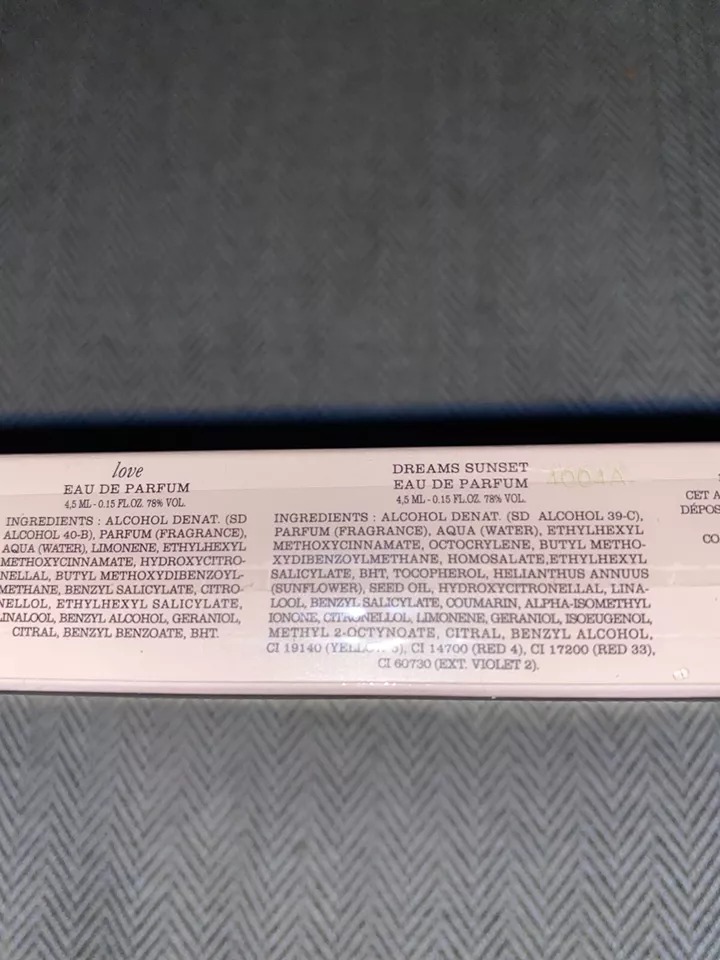 love
EAU DE PARFUM
4,5 ML - 0.15 FL.OZ. 78% VOL.
INGREDIENTS : ALCOHOL DENAT. (SD
ALCOHOL 40-B), PARFUM (FRAGRANCE),
AQUA (WATER), LIMONENE, ETHYLHEXYL
METHOXYCINNAMATE, HYDROXYCITRO-
NELLAL, BUTYL METHOXYDIBENZOYL-
METHANE, BENZYL SALICYLATE, CITRO-
NELLOL, ETHYLHEXYL SALICYLATE,
LINALOOL, BENZYL ALCOHOL, GERANIOL,
CITRAL, BENZYL BENZOATE, BHT.
DREAMS SUNSET
EAU DE PARFUM
4,5 ML - 0.15 FL.OZ. 78% VOL.
INGREDIENTS : ALCOHOL DENAT. (SD ALCOHOL 39-C),
PARFUM (FRAGRANCE), AQUA (WATER), ETHYLHEXYL
METHOXYCINNAMATE, OCTOCRYLENE, BUTYL METHO-
XYDIBENZOYLMETHANE, HOMOSALATE,ETHYLHEXYL
SALICYLATE, BHT, TOCOPHEROL, HELIANTHUS ANNUUS
(SUNFLOWER), SEED OIL, HYDROXYCITRONELLAL, LINA-
LOOL, BENZYL SALICYLATE, COUMARIN, ALPHA-ISOMETHYL
IONONE, CITRONELLOL, LIMONENE, GERANIOL, ISOEUGENOL,
METHYL 2-OCTYNOATE, CITRAL, BENZYL ALCOHOL,
CI 19140 (YELLOW 5), CI 14700 (RED 4), CI 17200 (RED 33),
CI 60730 (EXT. VIOLET 2).
4004A
CET A
DÉPOS
CO